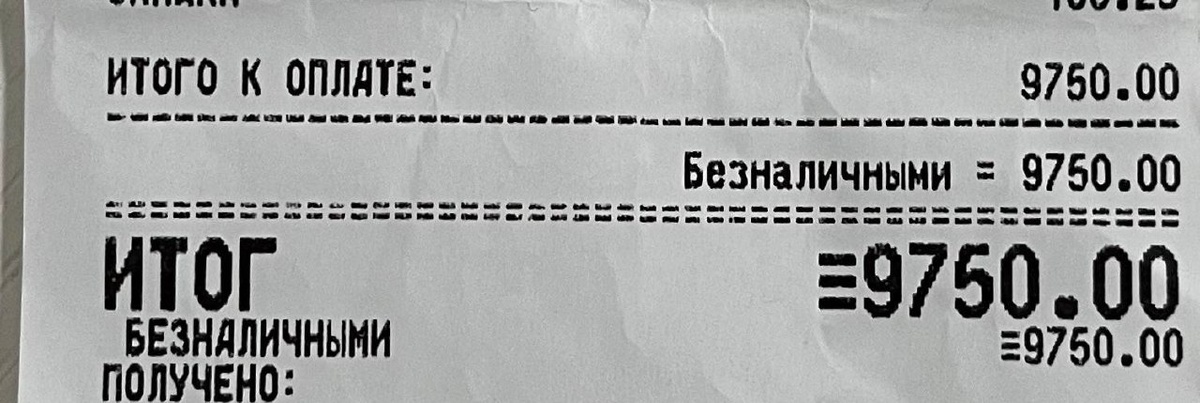 ИТОГО К ОПЛАТЕ: 9750.00
Безналичными = 9750.00
ИТОГ ≡9750.00
БЕЗНАЛИЧНЫМИ ≡9750.00
ПОЛУЧЕНО: